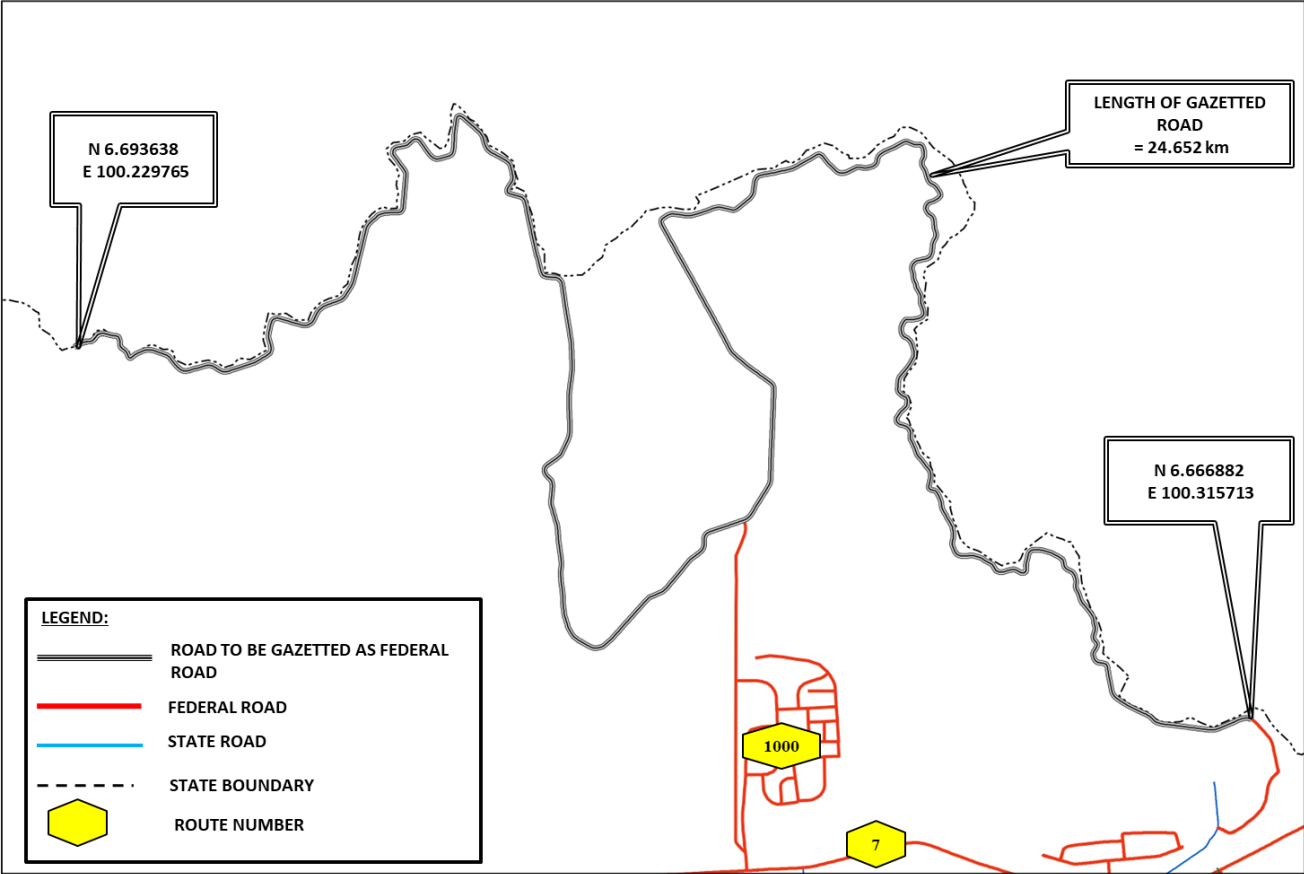 N 6.693638
E 100.229765
LENGTH OF GAZETTED
ROAD
= 24.652 km
N 6.666882
E 100.315713
LEGEND:
ROAD TO BE GAZETTED AS FEDERAL
ROAD
FEDERAL ROAD
STATE ROAD
STATE BOUNDARY
ROUTE NUMBER
1000
7